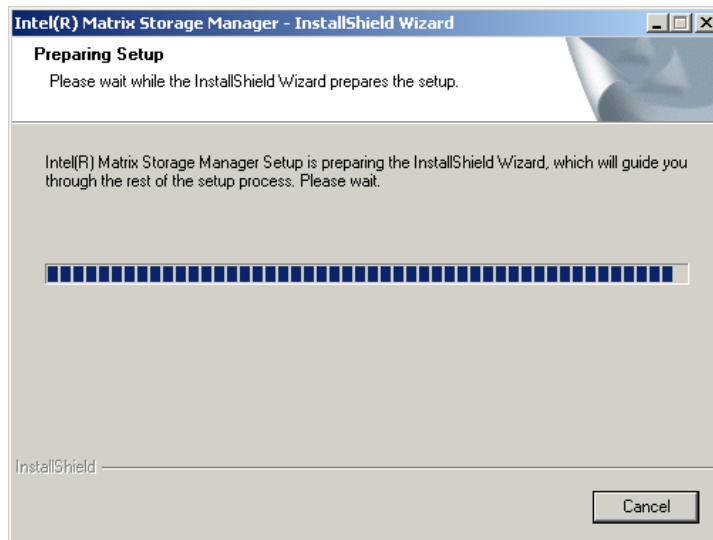 Intel(R) Matrix Storage Manager - InstallShield Wizard
Preparing Setup
Please wait while the InstallShield Wizard prepares the setup.
Intel(R) Matrix Storage Manager Setup is preparing the InstallShield Wizard, which will guide you
through the rest of the setup process. Please wait.
InstallShield
Cancel